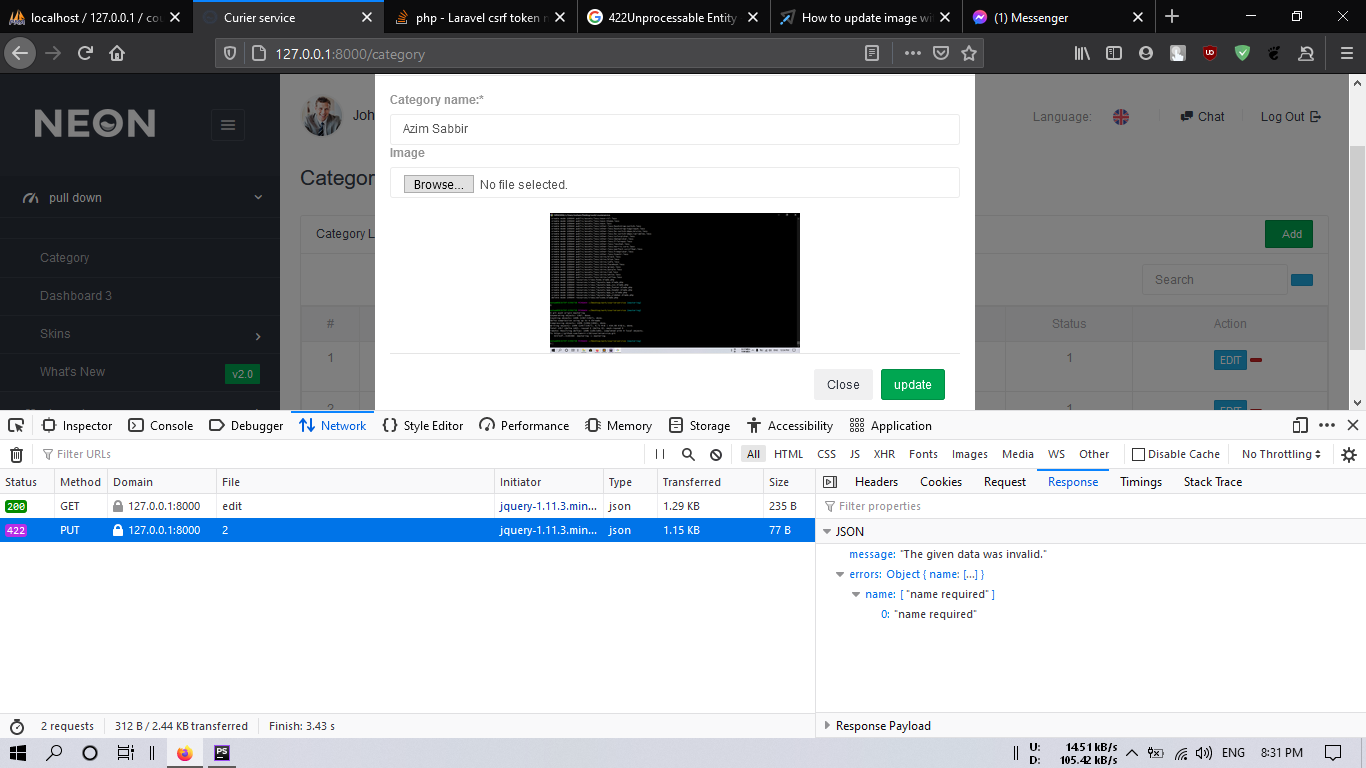 localhost / 127.0.0.1 / cou
Curier service
php - Laravel csrf token n
422Unprocessable Entity
How to update image wi
(1) Messenger
127.0.0.1:8000/category
NEON
Joh
Language:
Chat
Log Out
pull down
Category
Dashboard 3
Skins
What's New
v2.0
Categor
Category L
Add
Search
#
Status
Action
1
1
EDIT
2
1
EDIT
Category name:*
Azim Sabbir
Image
Browse...
No file selected.
Close
update
Inspector
Console
Debugger
Network
Style Editor
Performance
Memory
Storage
Accessibility
Application
Filter URLs
All
HTML
CSS
JS
XHR
Fonts
Images
Media
WS
Other
Disable Cache
No Throttling
Status
Method
Domain
File
Initiator
Type
Transferred
Size
200
GET
127.0.0.1:8000
edit
jquery-1.11.3.min...
json
1.29 KB
235 B
422
PUT
127.0.0.1:8000
2
jquery-1.11.3.min...
json
1.15 KB
77 B
Headers
Cookies
Request
Response
Timings
Stack Trace
Filter properties
JSON
message: "The given data was invalid."
errors: Object { name: […] }
name: [ "name required" ]
0: "name required"
Response Payload
2 requests
312 B / 2.44 KB transferred
Finish: 3.43 s
PS
U: 14.51 kB/s
D: 105.42 kB/s
ENG
8:31 PM